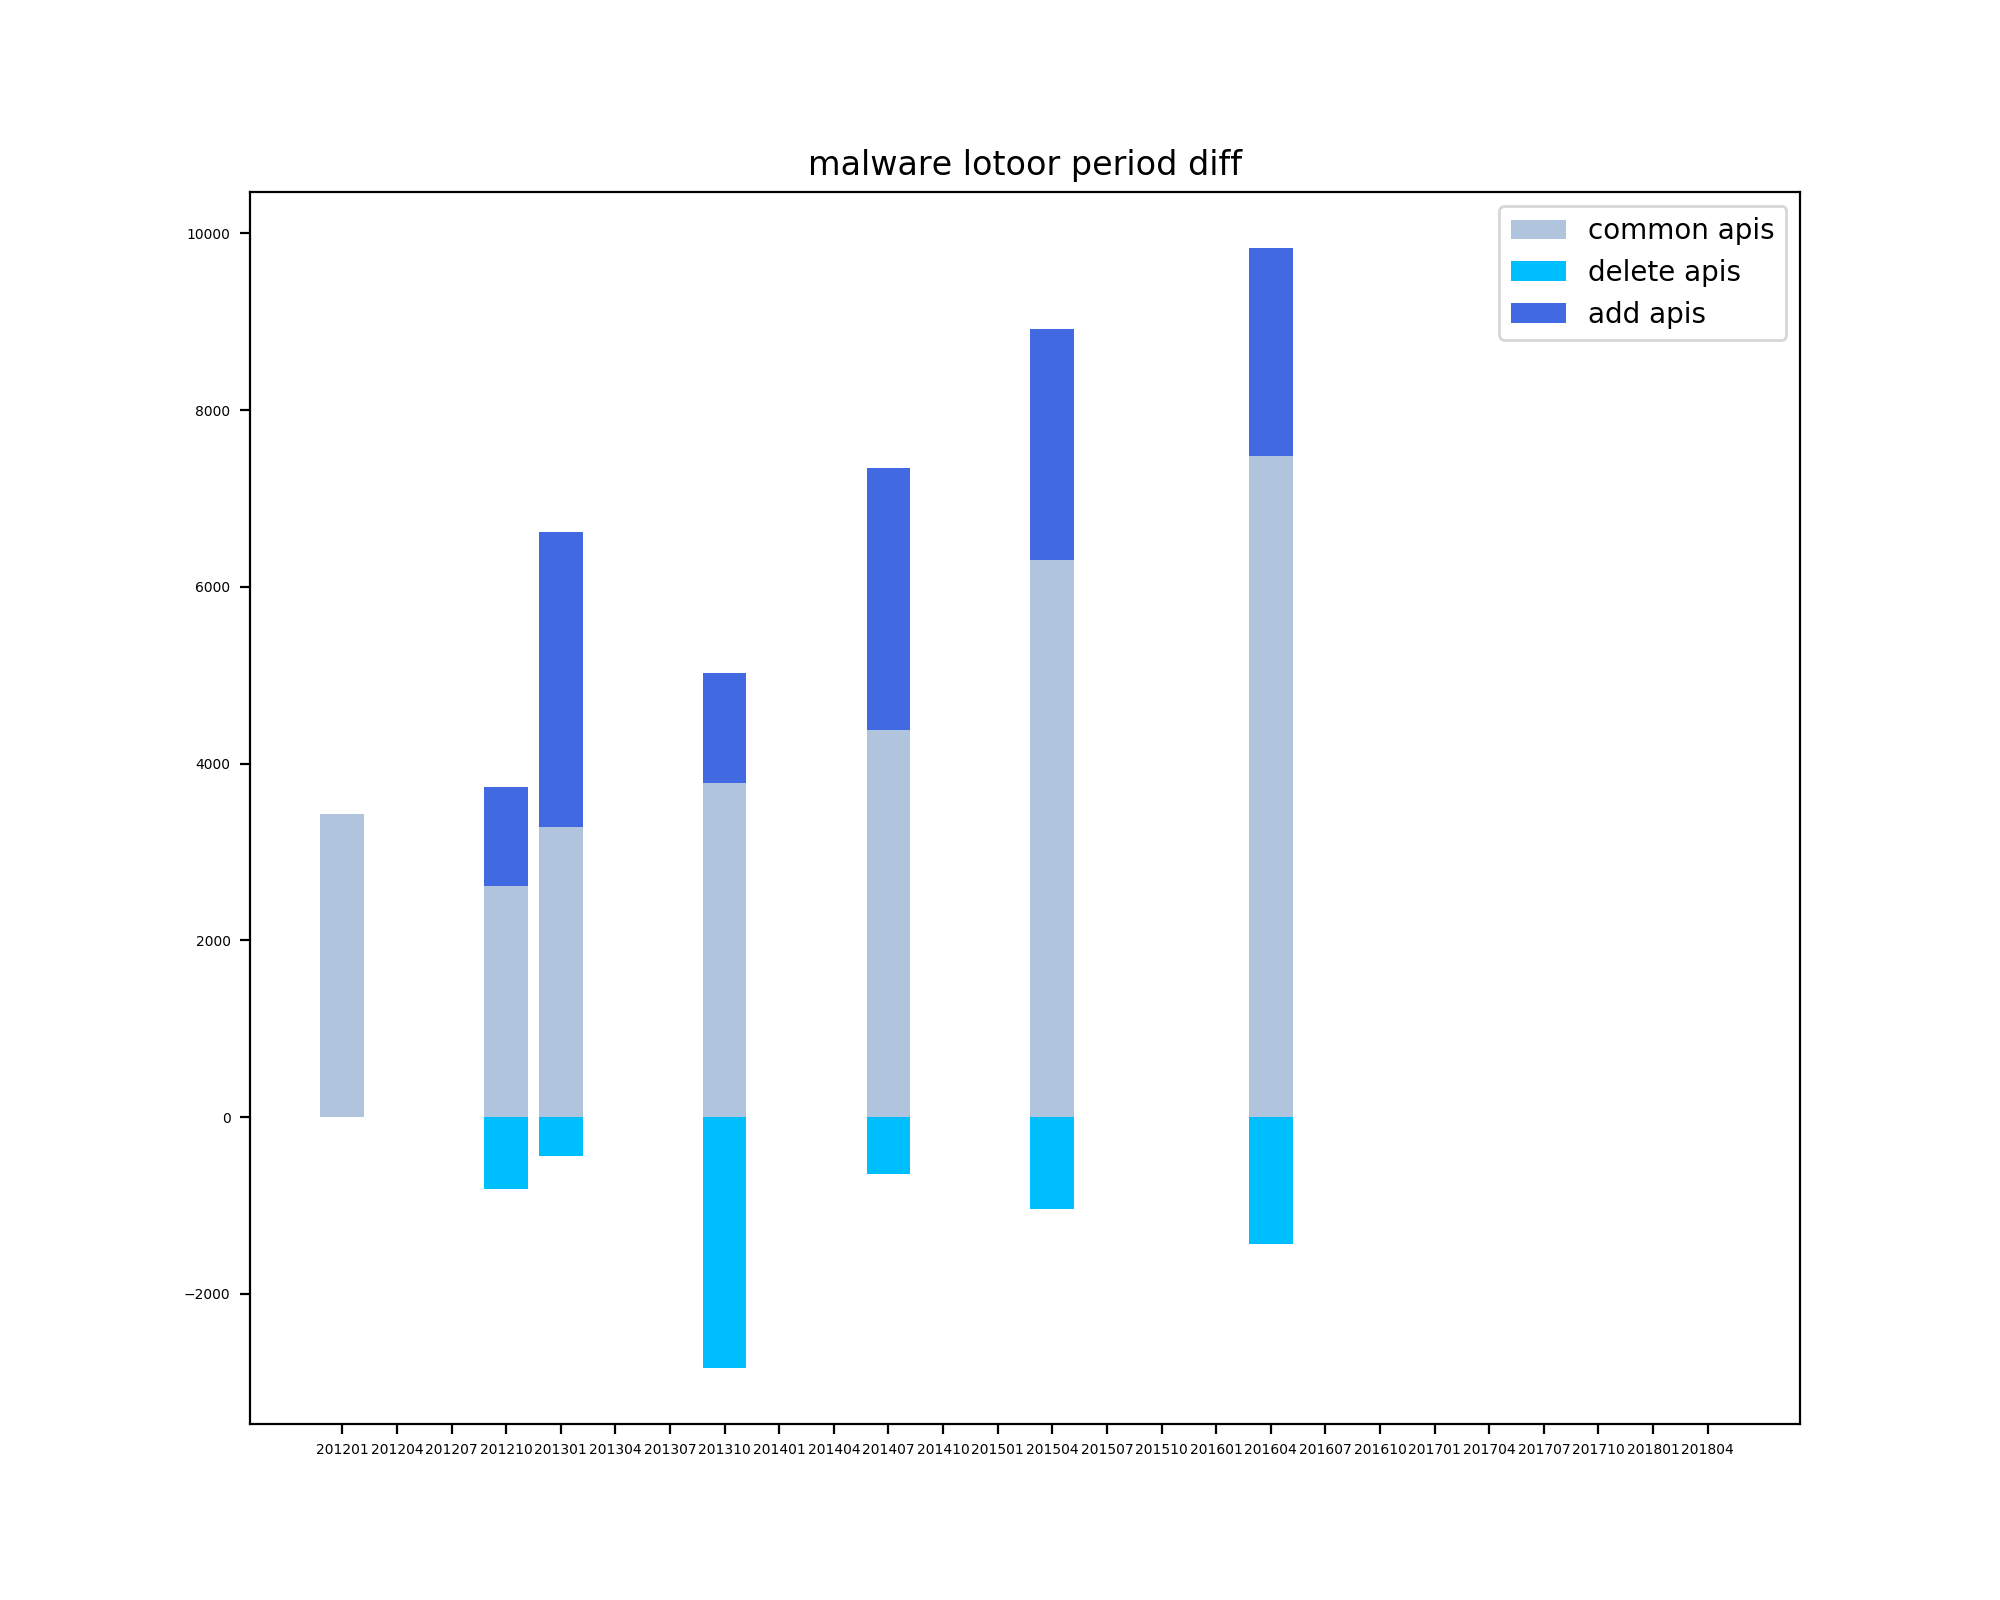 malware lotoor period diff
10000
8000
6000
4000
2000
0
−2000
common apis
delete apis
add apis
201201 201204 201207 201210 201301 201304 201307 201310 201401 201404 201407 201410 201501 201504 201507 201510 201601 201604 201607 201610 201701 201704 201707 201710 201801 201804